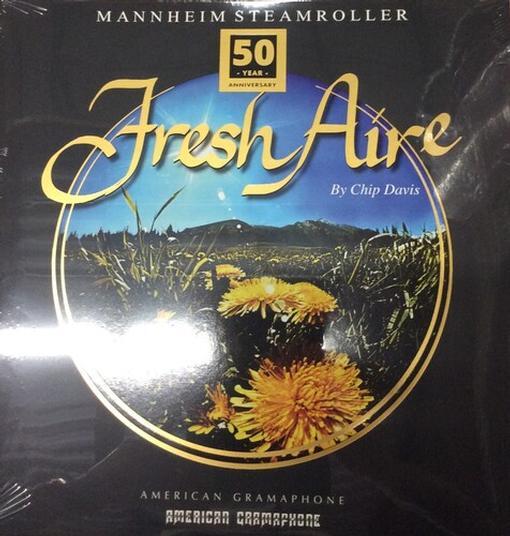 MANNHEIM STEAMROLLER
50
- YEAR -
ANNIVERSARY
Fresh Aire
By Chip Davis
AMERICAN GRAMAPHONE
AMERICAN GRAMAPHONE